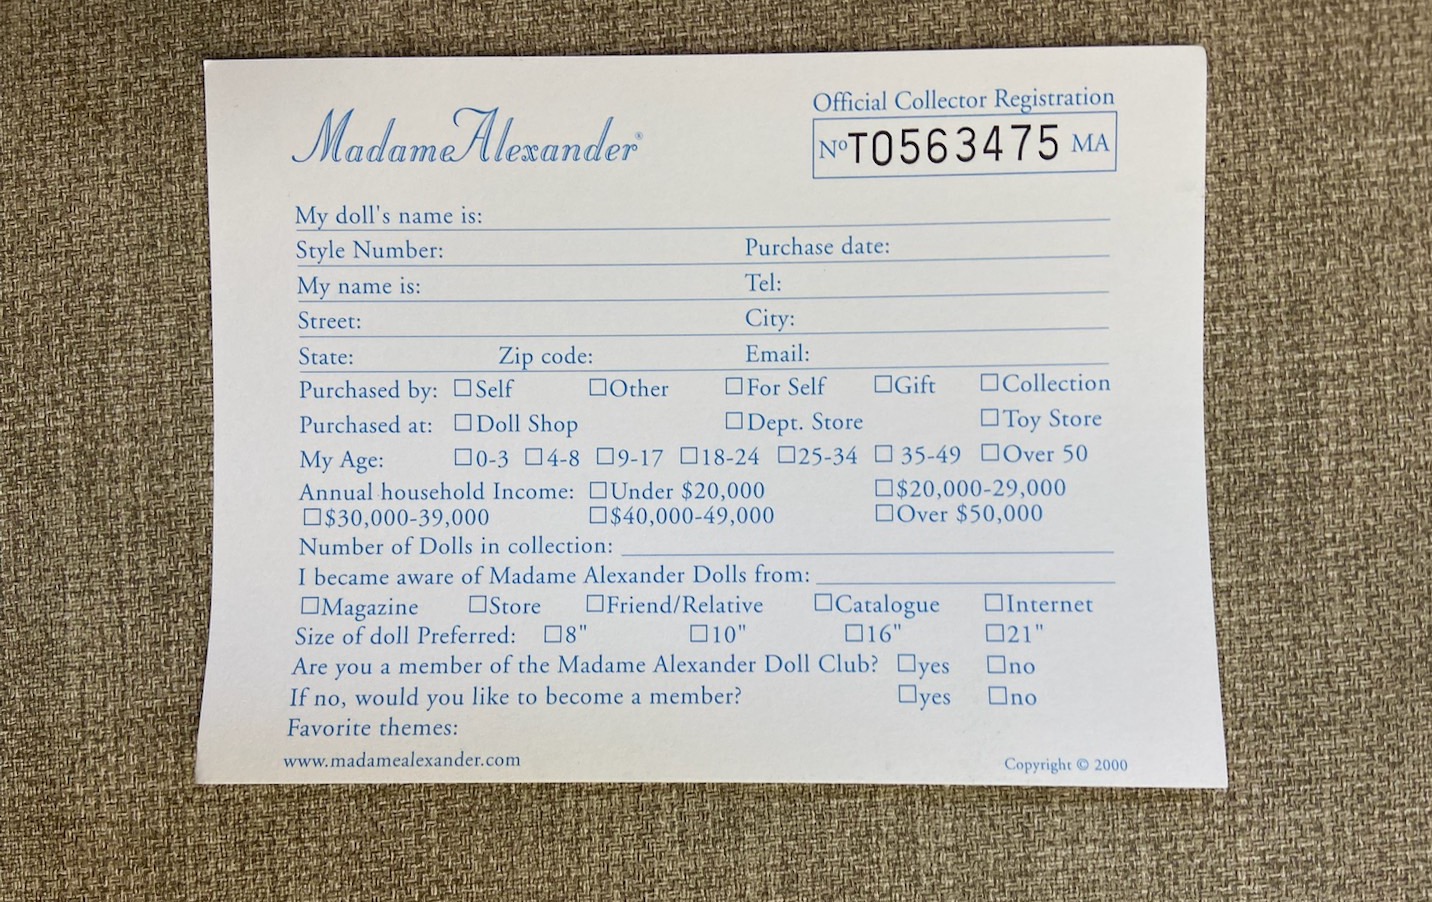 Madame Alexander®
Official Collector Registration
Nº T0563475 MA
My doll's name is:
Style Number: Purchase date:
My name is: Tel:
Street: City:
State: Zip code: Email:
Purchased by: ☐Self ☐Other ☐For Self ☐Gift ☐Collection
Purchased at: ☐Doll Shop ☐Dept. Store ☐Toy Store
My Age: ☐0-3 ☐4-8 ☐9-17 ☐18-24 ☐25-34 ☐ 35-49 ☐Over 50
Annual household Income: ☐Under $20,000 ☐$20,000-29,000
☐$30,000-39,000 ☐$40,000-49,000 ☐Over $50,000
Number of Dolls in collection:
I became aware of Madame Alexander Dolls from:
☐Magazine ☐Store ☐Friend/Relative ☐Catalogue ☐Internet
Size of doll Preferred: ☐8" ☐10" ☐16" ☐21"
Are you a member of the Madame Alexander Doll Club? ☐yes ☐no
If no, would you like to become a member? ☐yes ☐no
Favorite themes:
www.madamealexander.com Copyright © 2000